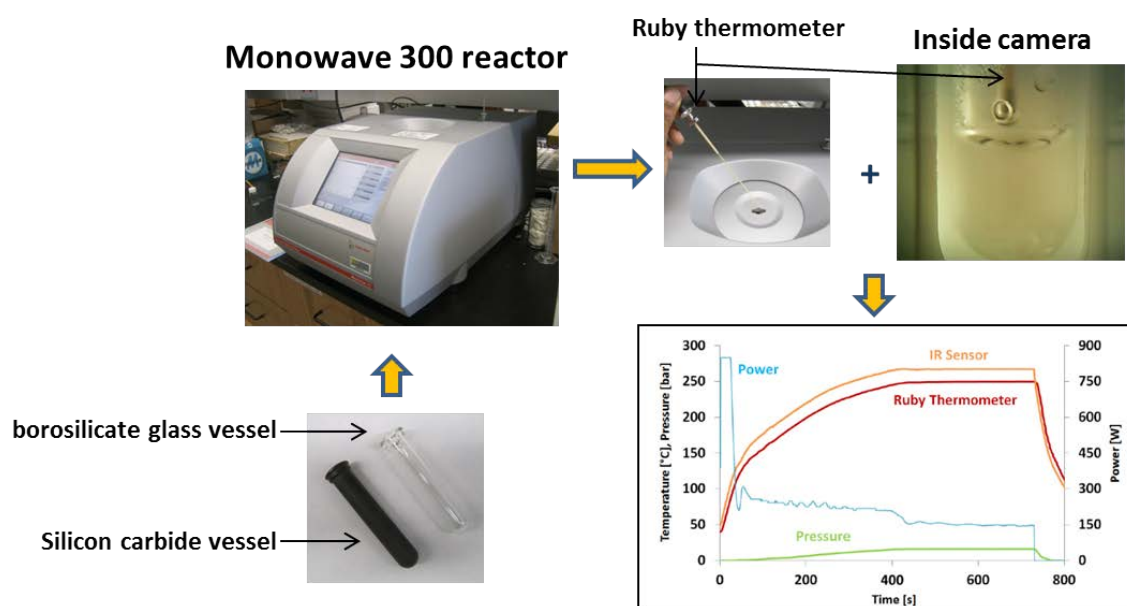 Ruby thermometer
Inside camera
Monowave 300 reactor
+
borosilicate glass vessel
Silicon carbide vessel
300
250
200
150
100
50
0
Temperature [°C], Pressure [bar]
Power
IR Sensor
Ruby Thermometer
Pressure
900
750
600
450
300
150
0
Power [W]
0
200
400
600
800
Time [s]